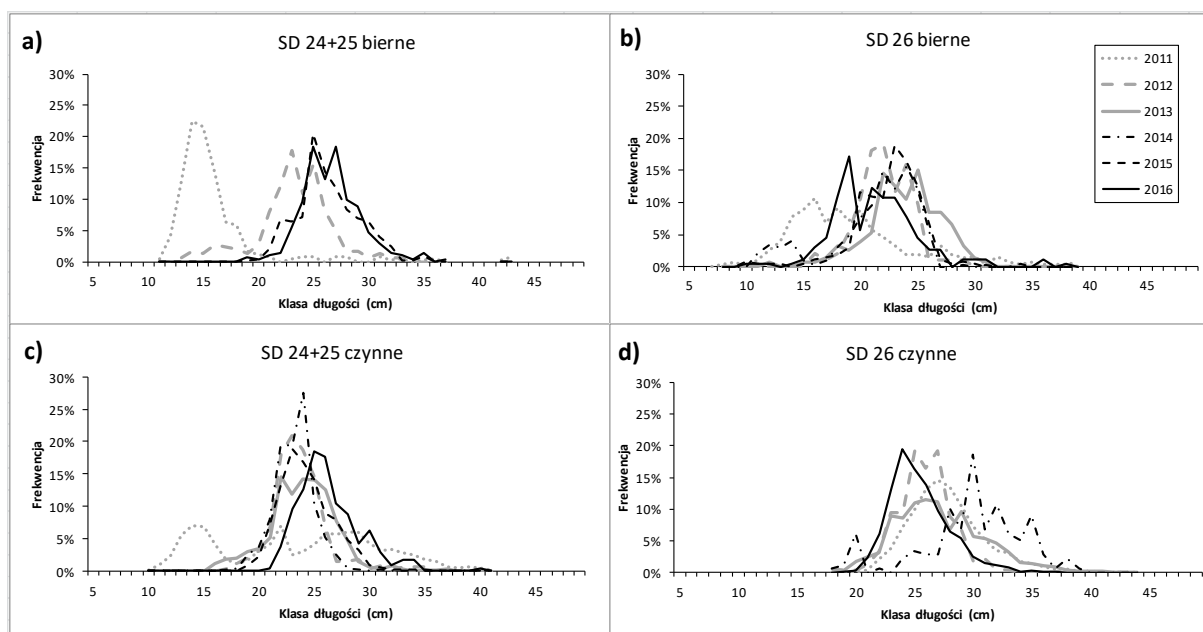 a)
SD 24+25 bierne
Frekwencja
30%
25%
20%
15%
10%
5%
0%
5 10 15 20 25 30 35 40 45
Klasa długości (cm)
b)
SD 26 bierne
Frekwencja
30%
25%
20%
15%
10%
5%
0%
5 10 15 20 25 30 35 40 45
Klasa długości (cm)
2011
2012
2013
2014
2015
2016
c)
SD 24+25 czynne
Frekwencja
30%
25%
20%
15%
10%
5%
0%
5 10 15 20 25 30 35 40 45
Klasa długości (cm)
d)
SD 26 czynne
Frekwencja
30%
25%
20%
15%
10%
5%
0%
5 10 15 20 25 30 35 40 45
Klasa długości (cm)